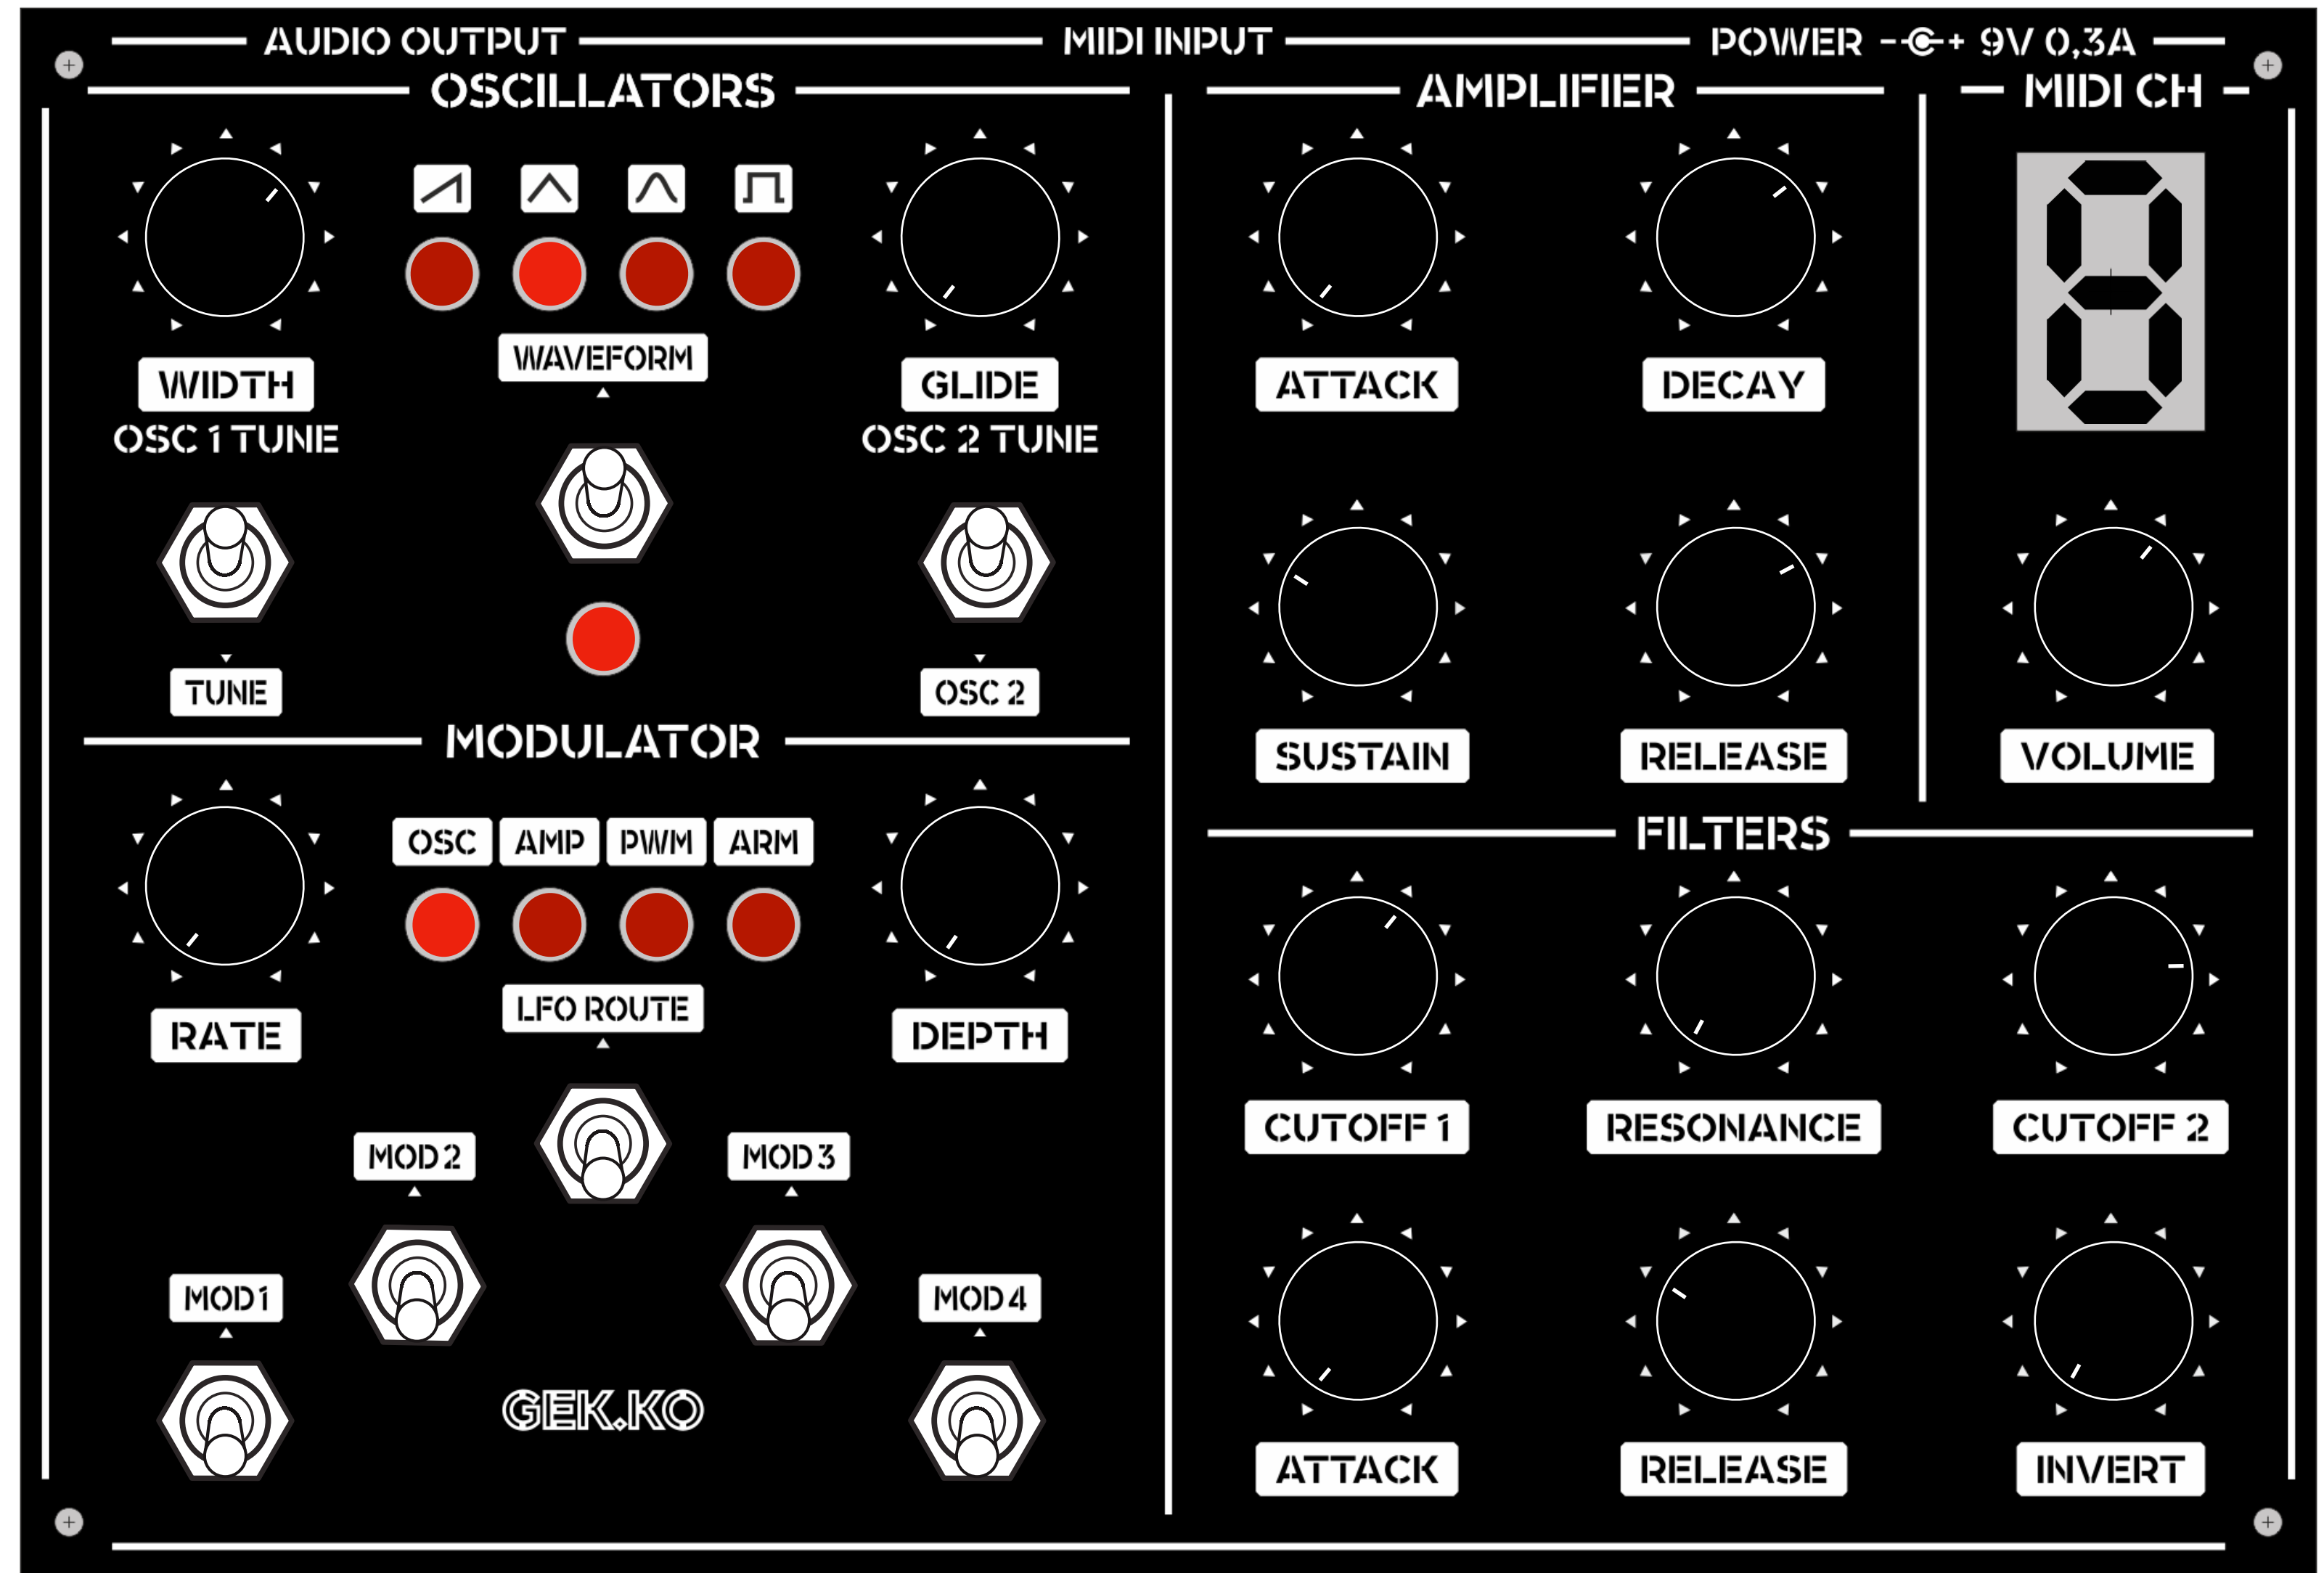 AUDIO OUTPUT MIDI INPUT POWER -C+ 9V 0,3A
OSCILLATORS AMPLIFIER MIDI CH
WIDTH WAVEFORM GLIDE ATTACK DECAY
OSC 1 TUNE OSC 2 TUNE
TUNE OSC 2
SUSTAIN RELEASE VOLUME
MODULATOR
FILTERS
OSC AMP PWM ARM
LFO ROUTE
RATE DEPTH
CUTOFF 1 RESONANCE CUTOFF 2
MOD 2 MOD 3
MOD 1 MOD 4
GEK.KO
ATTACK RELEASE INVERT